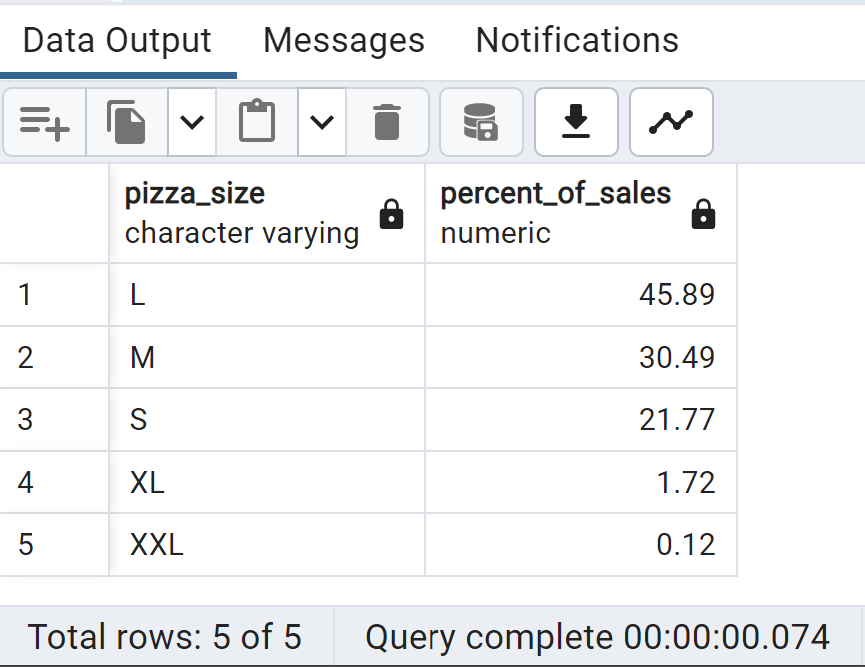 Data Output Messages Notifications
pizza_size percent_of_sales
character varying numeric
1 L 45.89
2 M 30.49
3 S 21.77
4 XL 1.72
5 XXL 0.12
Total rows: 5 of 5 Query complete 00:00:00.074